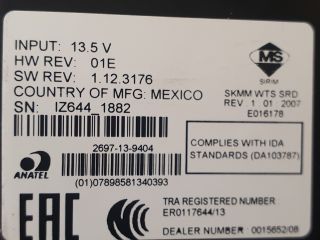 INPUT: 13.5 V
HW REV: 01E
SW REV: 1.12.3176
COUNTRY OF MFG: MEXICO
SN: IZ644_1882
MS
SIRIM
SKMM WTS SRD
REV 1 01 2007
E016178
ANATEL
2697-13-9404
(01)07898581340393
COMPLIES WITH IDA
STANDARDS (DA103787)
EAC
TRA REGISTERED NUMBER
ER0117644/13
DEALER NUMBER : 0015652/08